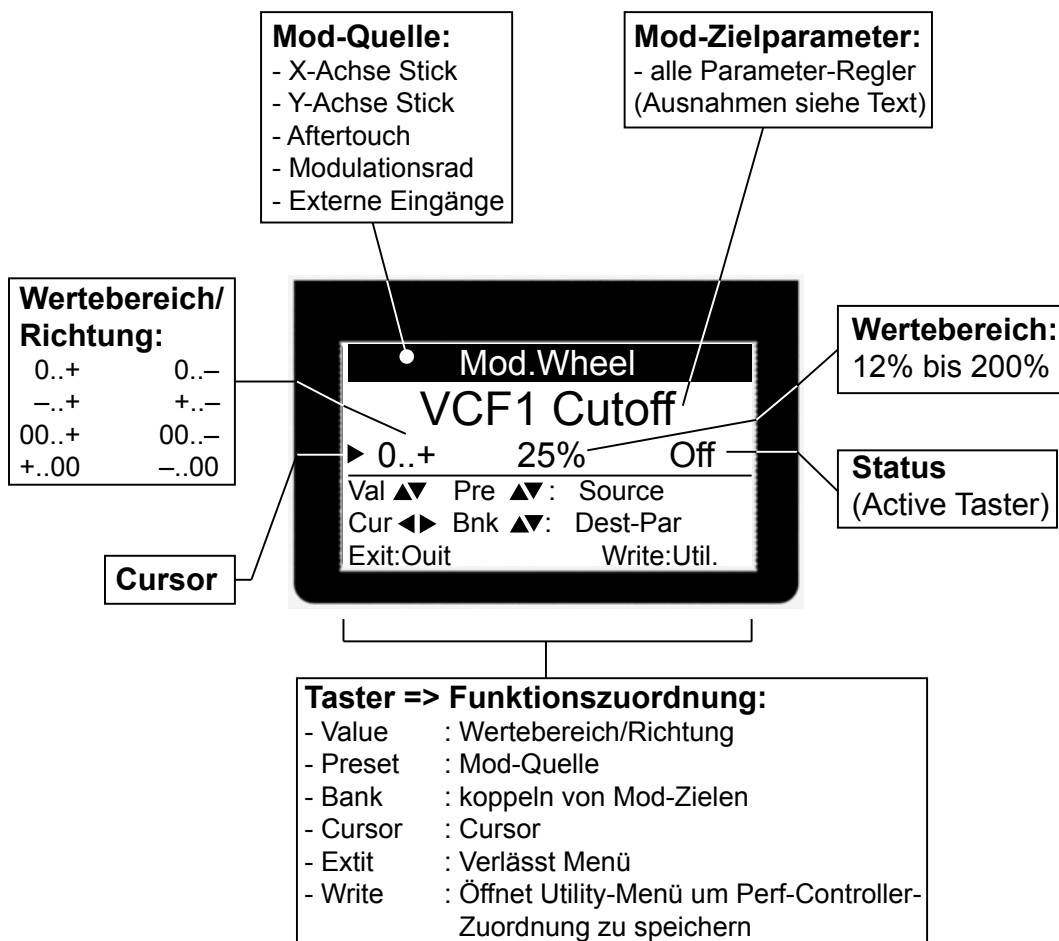 Mod-Quelle:
- X-Achse Stick
- Y-Achse Stick
- Aftertouch
- Modulationsrad
- Externe Eingänge
Mod-Zielparameter:
- alle Parameter-Regler
(Ausnahmen siehe Text)
Wertebereich/
Richtung:
0..+ 0..–
–..+ +..–
00..+ 00..–
+..00 –..00
Wertebereich:
12% bis 200%
Status
(Active Taster)
Cursor
Mod.Wheel
VCF1 Cutoff
▶ 0..+ 25% Off
Val ▲▼ Pre ▲▼: Source
Cur ◀▶ Bnk ▲▼: Dest-Par
Exit:Ouit Write:Util.
Taster => Funktionszuordnung:
- Value : Wertebereich/Richtung
- Preset : Mod-Quelle
- Bank : koppeln von Mod-Zielen
- Cursor : Cursor
- Extit : Verlässt Menü
- Write : Öffnet Utility-Menü um Perf-Controller-
Zuordnung zu speichern